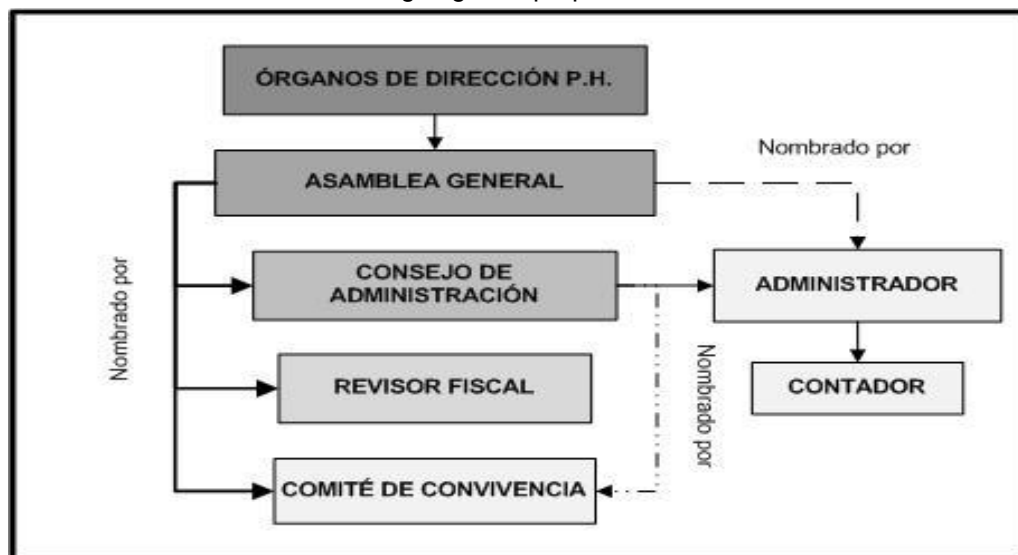 ÓRGANOS DE DIRECCIÓN P.H.
Nombrado por
ASAMBLEA GENERAL
Nombrado por
CONSEJO DE
ADMINISTRACIÓN
ADMINISTRADOR
Nombrado por
REVISOR FISCAL
CONTADOR
COMITÉ DE CONVIVENCIA